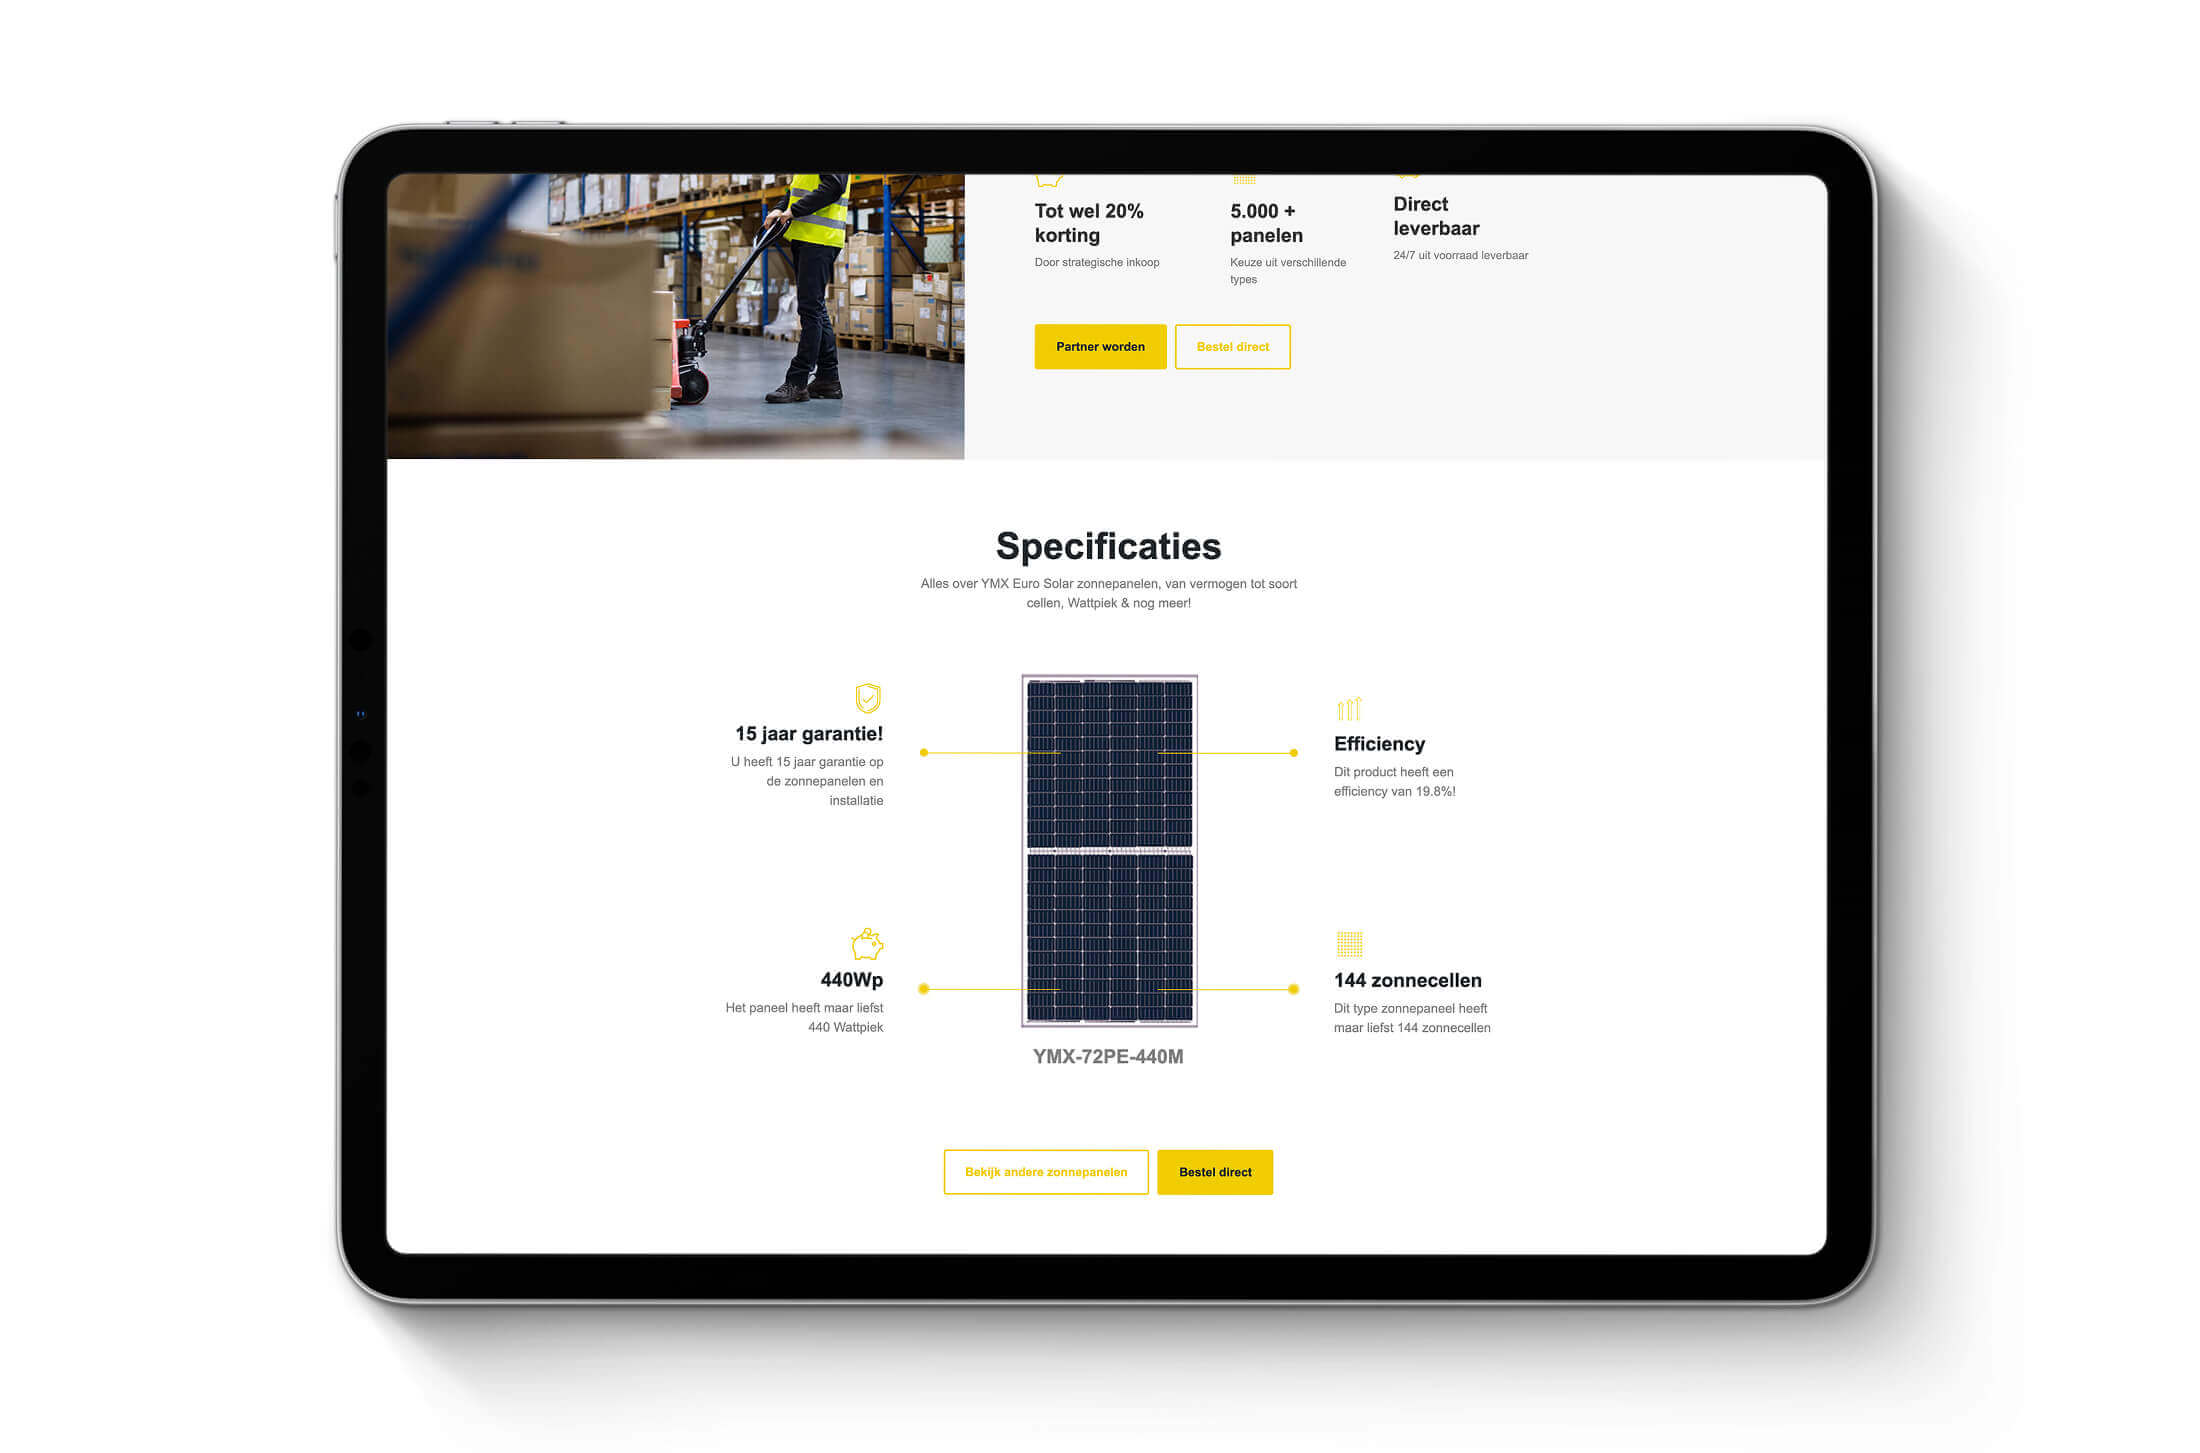 Tot wel 20%
korting
Door strategische inkoop
5.000 +
panelen
Keuze uit verschillende
types
Direct
leverbaar
24/7 uit voorraad leverbaar
Partner worden
Bestel direct
Specificaties
Alles over YMX Euro Solar zonnepanelen, van vermogen tot soort
cellen, Wattpiek & nog meer!
15 jaar garantie!
U heeft 15 jaar garantie op
de zonnepanelen en
installatie
Efficiency
Dit product heeft een
efficiency van 19.8%!
440Wp
Het paneel heeft maar liefst
440 Wattpiek
144 zonnecellen
Dit type zonnepaneel heeft
maar liefst 144 zonnecellen
YMX-72PE-440M
Bekijk andere zonnepanelen
Bestel direct